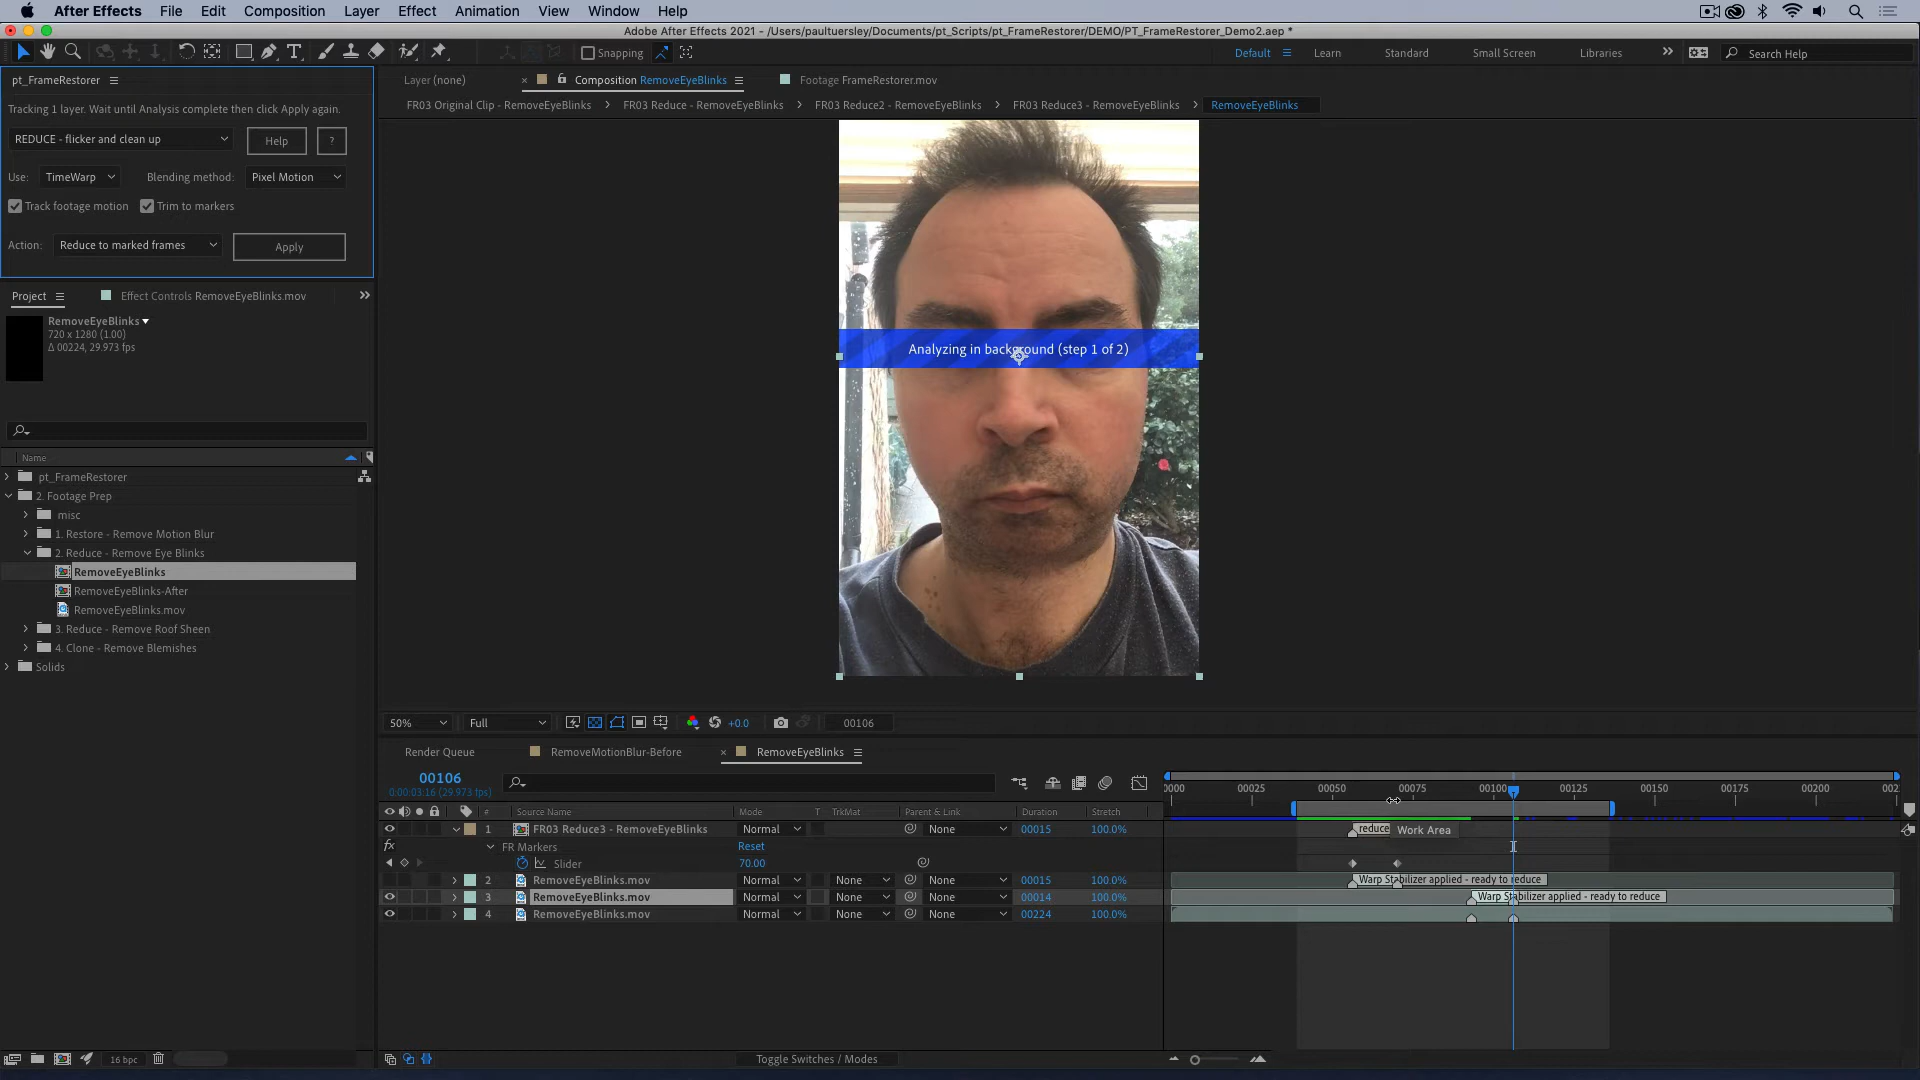 After Effects File Edit Composition Layer Effect Animation View Window Help
Adobe After Effects 2021 - /Users/paultuersley/Documents/pt_Scripts/pt_FrameRestorer/DEMO/PT_FrameRestorer_Demo2.aep *
Snapping Default Learn Standard Small Screen Libraries Search Help
pt_FrameRestorer
Layer (none) Composition RemoveEyeBlinks Footage FrameRestorer.mov
Tracking 1 layer. Wait until Analysis complete then click Apply again.
FR03 Original Clip - RemoveEyeBlinks FR03 Reduce - RemoveEyeBlinks FR03 Reduce2 - RemoveEyeBlinks FR03 Reduce3 - RemoveEyeBlinks RemoveEyeBlinks
REDUCE - flicker and clean up Help ?
Use: TimeWarp Blending method: Pixel Motion
Track footage motion Trim to markers
Action: Reduce to marked frames Apply
Project Effect Controls RemoveEyeBlinks.mov
RemoveEyeBlinks
720 x 1280 (1.00)
Δ 00224, 29.973 fps
Analyzing in background (step 1 of 2)
Name
pt_FrameRestorer
2. Footage Prep
misc
1. Restore - Remove Motion Blur
2. Reduce - Remove Eye Blinks
RemoveEyeBlinks
RemoveEyeBlinks-After
RemoveEyeBlinks.mov
3. Reduce - Remove Roof Sheen
4. Clone - Remove Blemishes
Solids
50% Full +0.0 00106
Render Queue RemoveMotionBlur-Before RemoveEyeBlinks
00106
0:00:03:16 (29.973 fps)
0000 00025 00050 00075 00100 00125 00150 00175 00200 002
# Source Name Mode T TrkMat Parent & Link Duration Stretch
1 FR03 Reduce3 - RemoveEyeBlinks Normal None 00015 100.0% reduce Work Area
fx FR Markers Reset
Slider 70.00
2 RemoveEyeBlinks.mov Normal None None 00015 100.0% Warp Stabilizer applied - ready to reduce
3 RemoveEyeBlinks.mov Normal None None 00014 100.0% Warp Stabilizer applied - ready to reduce
4 RemoveEyeBlinks.mov Normal None None 00224 100.0%
16 bpc Toggle Switches / Modes